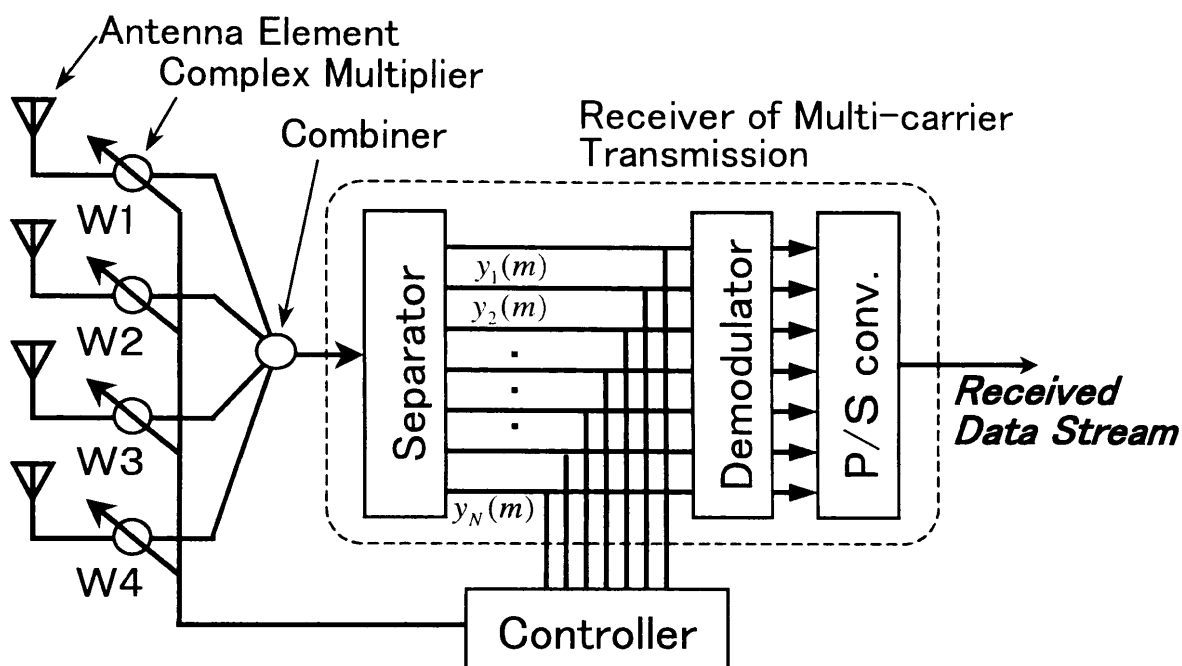 Antenna Element
Complex Multiplier
Combiner
Receiver of Multi-carrier
Transmission
W1
W2
W3
W4
Separator
y₁(m)
y₂(m)
y_N(m)
Demodulator
P/S conv.
Received
Data Stream
Controller